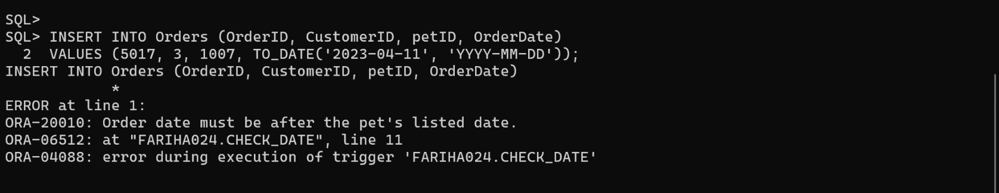 SQL>
SQL> INSERT INTO Orders (OrderID, CustomerID, petID, OrderDate)
  2  VALUES (5017, 3, 1007, TO_DATE('2023-04-11', 'YYYY-MM-DD'));
INSERT INTO Orders (OrderID, CustomerID, petID, OrderDate)
            *
ERROR at line 1:
ORA-20010: Order date must be after the pet's listed date.
ORA-06512: at "FARIHA024.CHECK_DATE", line 11
ORA-04088: error during execution of trigger 'FARIHA024.CHECK_DATE'